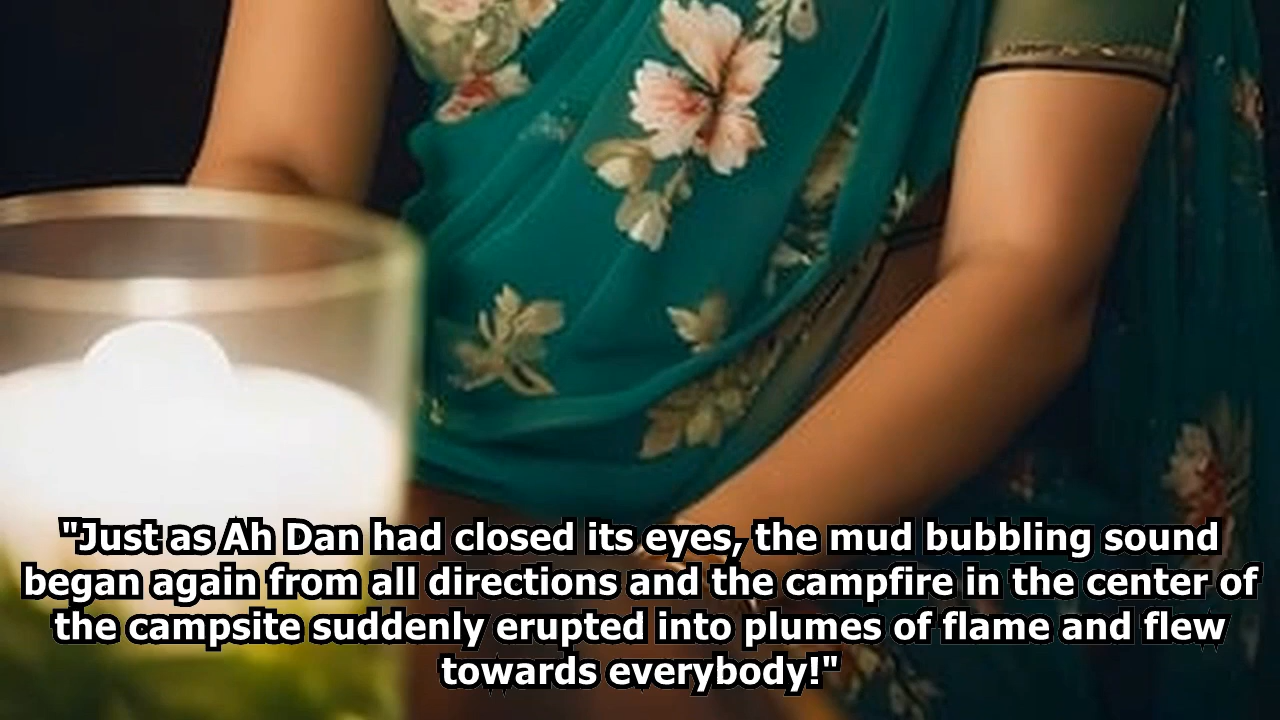 "Just as Ah Dan had closed its eyes, the mud bubbling sound
began again from all directions and the campfire in the center of
the campsite suddenly erupted into plumes of flame and flew
towards everybody!"